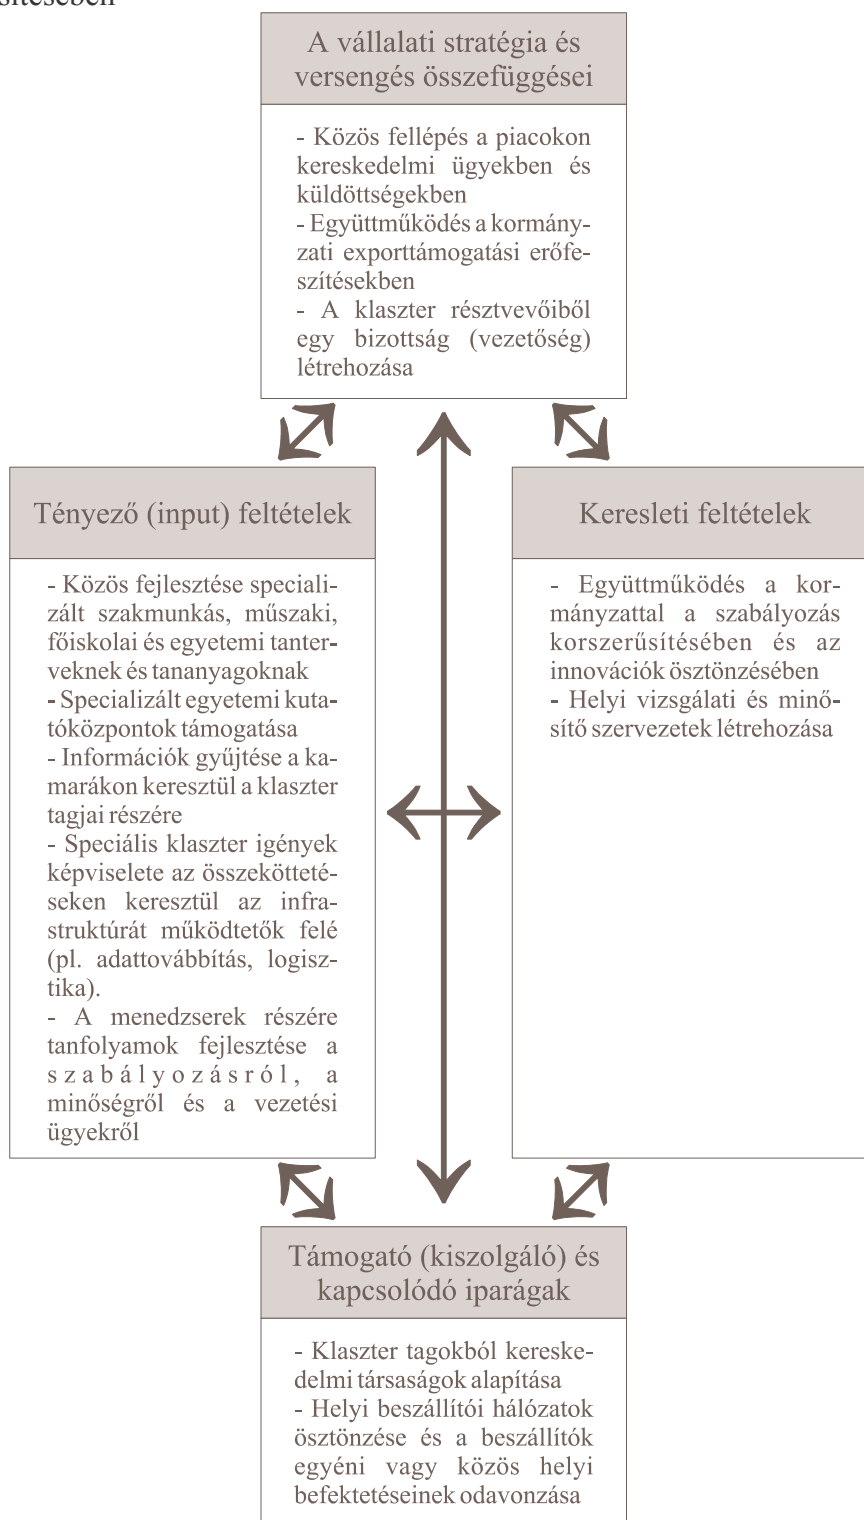 A vállalati stratégia és
versengés összefüggései
- Közös fellépés a piacokon
kereskedelmi ügyekben és
küldöttségekben
- Együttműködés a kormány-
zati exporttámogatási erőfe-
szítésekben
- A klaszter résztvevőiből
egy bizottság (vezetőség)
létrehozása
Tényező (input) feltételek
- Közös fejlesztése speciali-
zált szakmunkás, műszaki,
főiskolai és egyetemi tanter-
veknek és tananyagoknak
- Specializált egyetemi kuta-
tóközpontok támogatása
- Információk gyűjtése a ka-
marákon keresztül a klaszter
tagjai részére
- Speciális klaszter igények
képviselete az összekötteté-
seken keresztül az infra-
struktúrát működtetők felé
(pl. adattovábbítás, logisz-
tika).
- A menedzserek részére
tanfolyamok fejlesztése a
szabályozásról, a
minőségről és a vezetési
ügyekről
Keresleti feltételek
- Együttműködés a kor-
mányzattal a szabályozás
korszerűsítésében és az
innovációk ösztönzésében
- Helyi vizsgálati és minő-
sítő szervezetek létrehozása
Támogató (kiszolgáló) és
kapcsolódó iparágak
- Klaszter tagokból kereske-
delmi társaságok alapítása
- Helyi beszállítói hálózatok
ösztönzése és a beszállítók
egyéni vagy közös helyi
befektetéseinek odavonzása